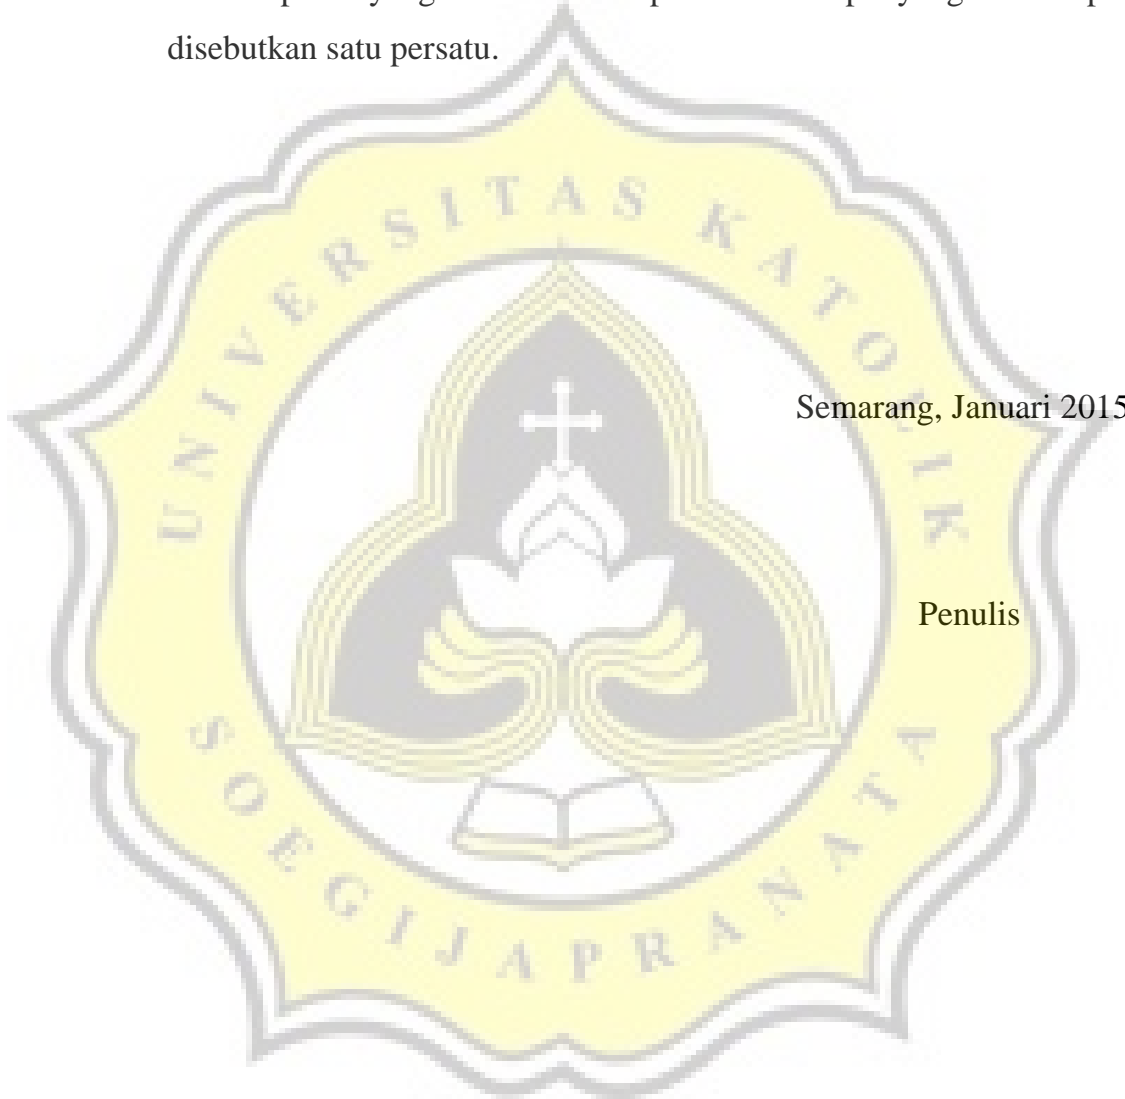 disebutkan satu persatu.
UNIVERSITAS KATOLIK
Semarang, Januari 2015
Penulis
SOEGIJAPRANATA